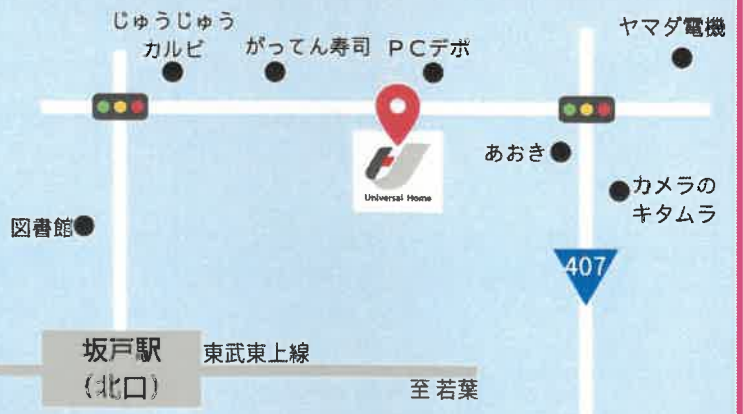 じゅうじゅう
カルビ
がってん寿司
PCデポ
ヤマダ電機
あおき
カメラの
キタムラ
Universal Home
図書館
407
坂戸駅
(北口)
東武東上線
至 若葉